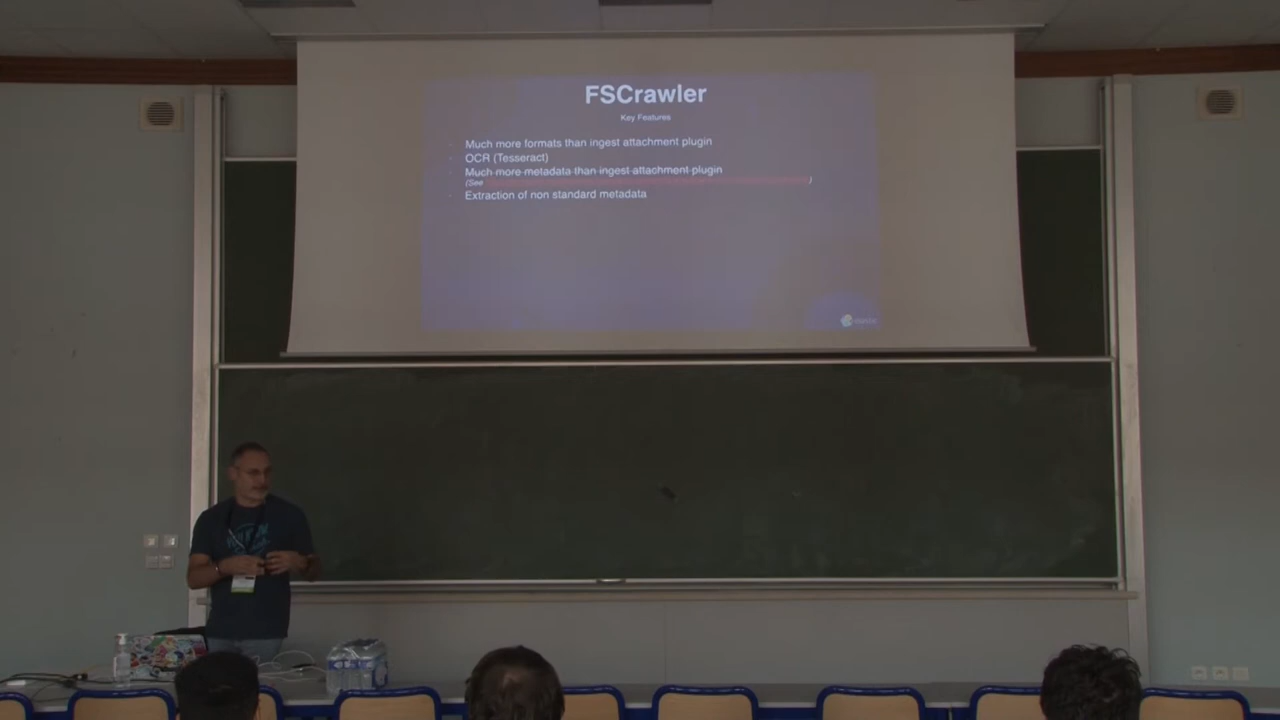 FSCrawler
Key Features
Much more formats than ingest attachment plugin
OCR (Tesseract)
Much more metadata than ingest attachment plugin
(See )
Extraction of non standard metadata